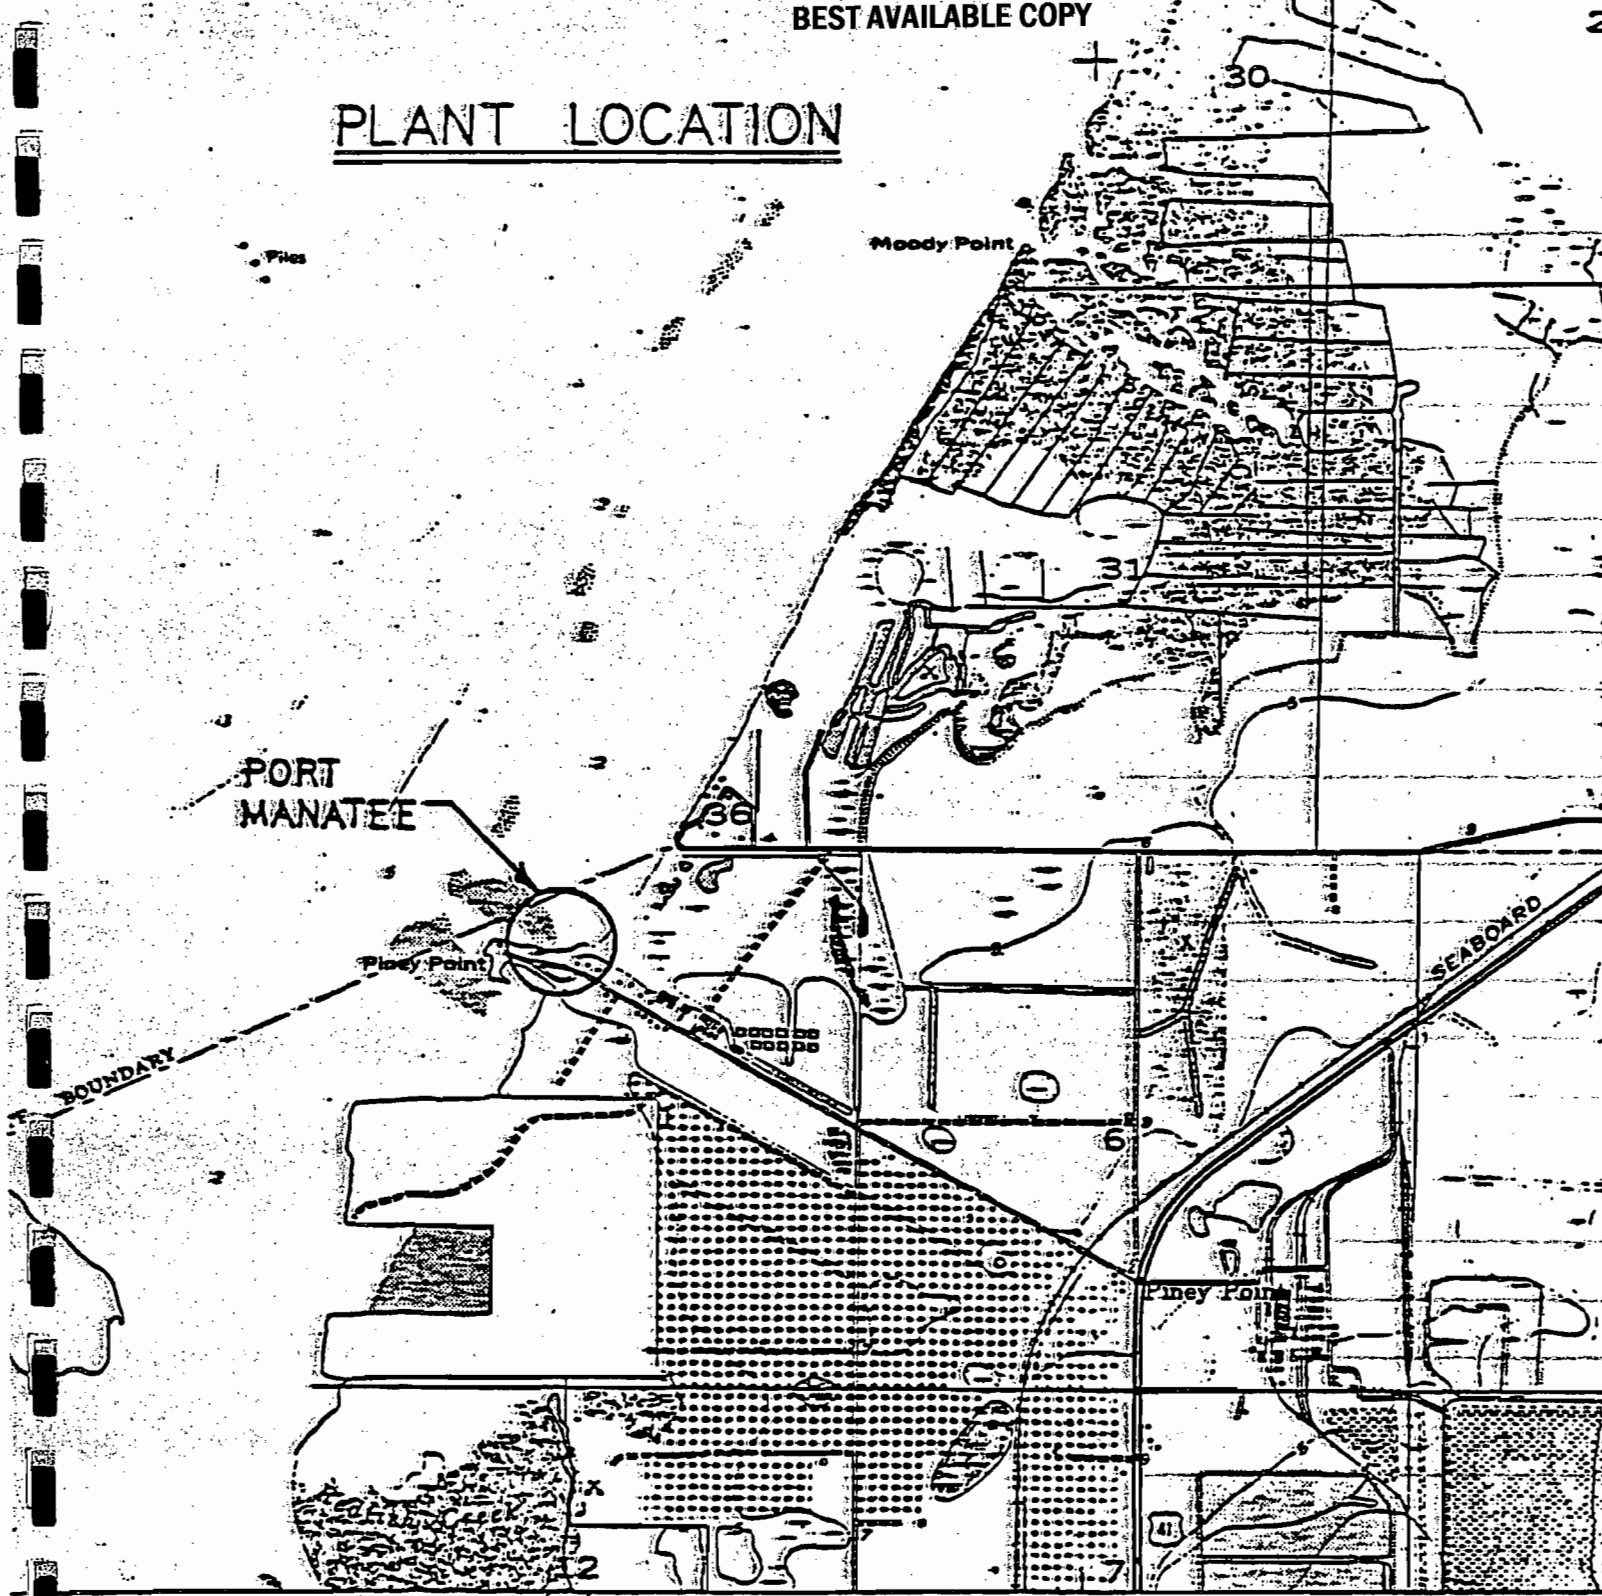 BEST AVAILABLE COPY
30
PLANT LOCATION
Moody Point
Piles
31
PORT
MANATEE
36
SEABOARD
Piney Point
BOUNDARY
6
Piney Point
41
7
2